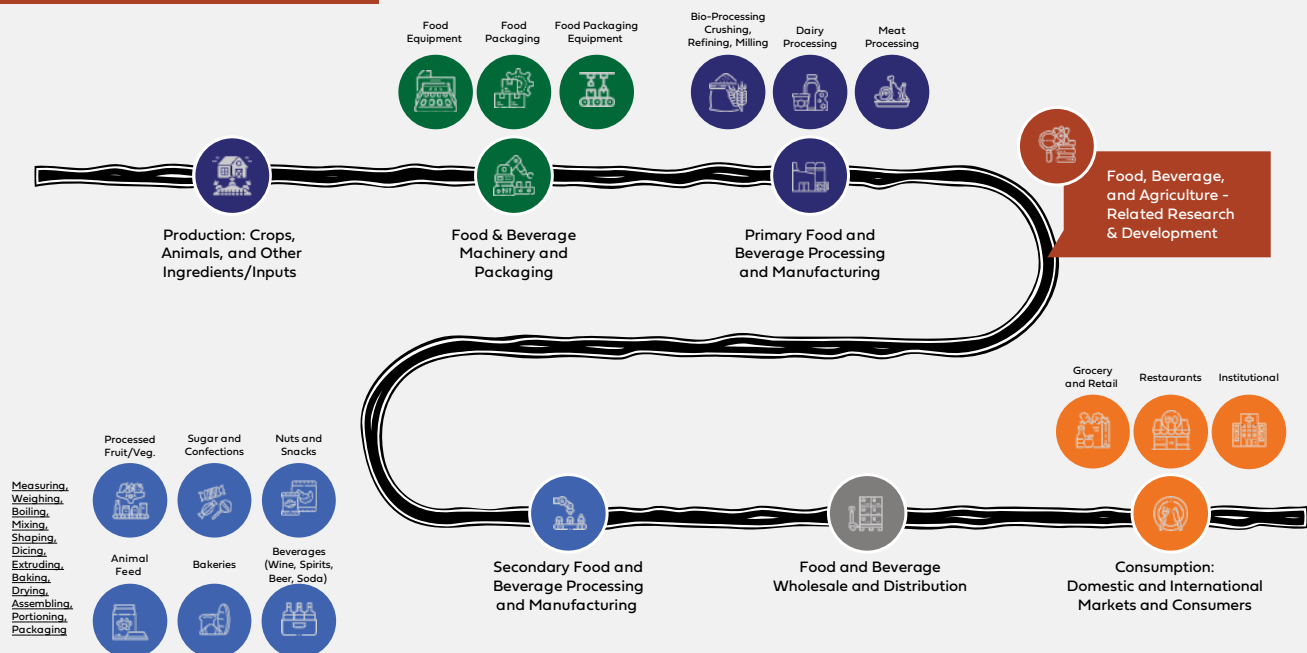 Food
Equipment
Food
Packaging
Food Packaging
Equipment
Bio-Processing
Crushing,
Refining, Milling
Dairy
Processing
Meat
Processing
Food, Beverage,
and Agriculture -
Related Research
& Development
Production: Crops,
Animals, and Other
Ingredients/Inputs
Food & Beverage
Machinery and
Packaging
Primary Food and
Beverage Processing
and Manufacturing
Grocery
and Retail
Restaurants
Institutional
Processed
Fruit/Veg.
Sugar and
Confections
Nuts and
Snacks
Measuring,
Weighing,
Boiling,
Mixing,
Shaping,
Dicing,
Extruding,
Baking,
Drying,
Assembling,
Portioning,
Packaging
Animal
Feed
Bakeries
Beverages
(Wine, Spirits,
Beer, Soda)
Secondary Food and
Beverage Processing
and Manufacturing
Food and Beverage
Wholesale and Distribution
Consumption:
Domestic and International
Markets and Consumers